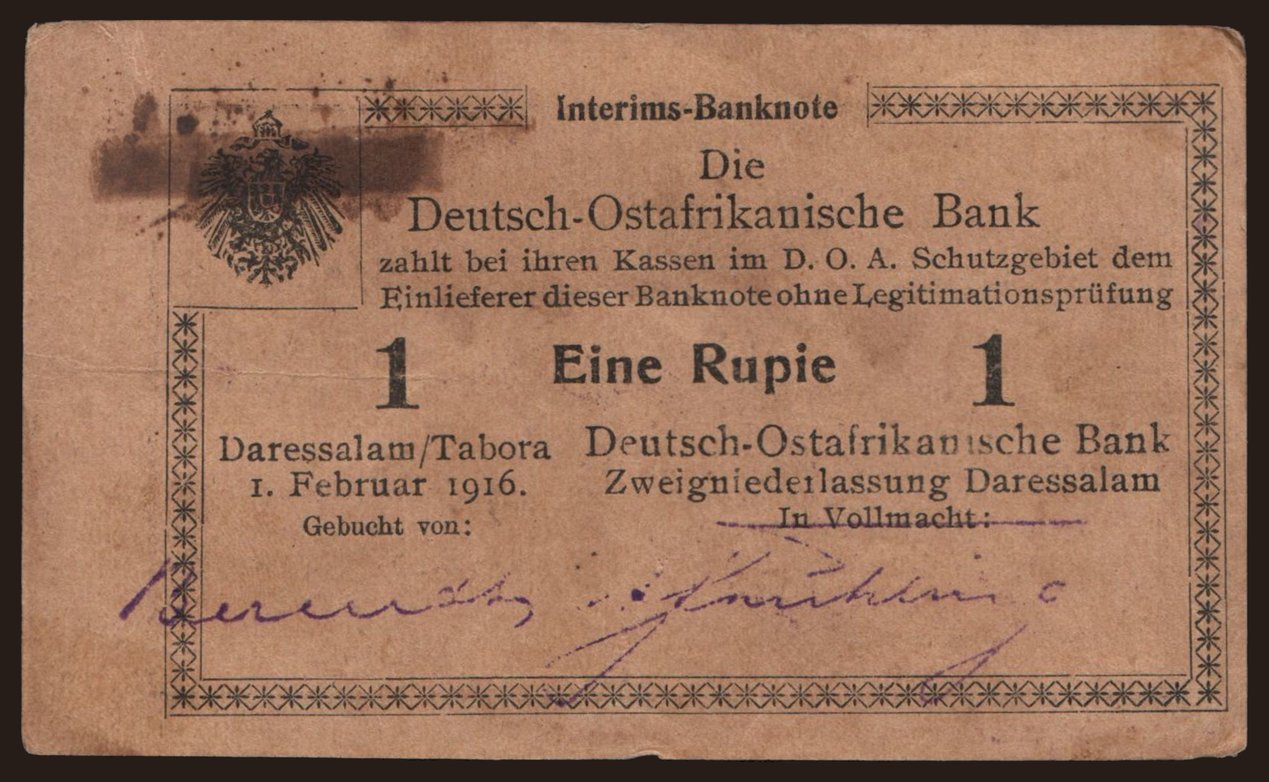 Interims-Banknote
Die
Deutsch-Ostafrikanische Bank
zahlt bei ihren Kassen im D. O. A. Schutzgebiet dem
Einlieferer dieser Banknote ohne Legitimationsprüfung
1 Eine Rupie 1
Daressalam/Tabora
1. Februar 1916.
Gebucht von:
Deutsch-Ostafrikanische Bank
Zweigniederlassung Daressalam
In Vollmacht: